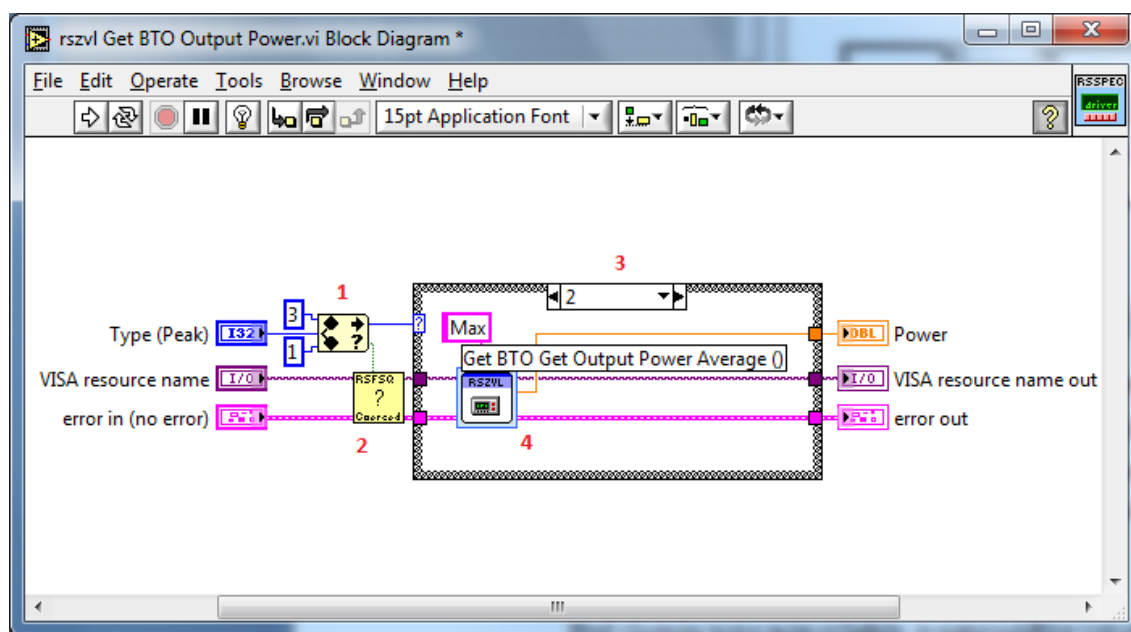 rszvl Get BTO Output Power.vi Block Diagram *
File Edit Operate Tools Browse Window Help
RSSPEC
driver
15pt Application Font
?
3
1
2
3
Type (Peak) I32
?
1
?
Max
DBL Power
Get BTO Get Output Power Average ()
VISA resource name I/O
RSFSQ
RSZVL
I/O VISA resource name out
?
error in (no error)
Coerced
error out
2
4